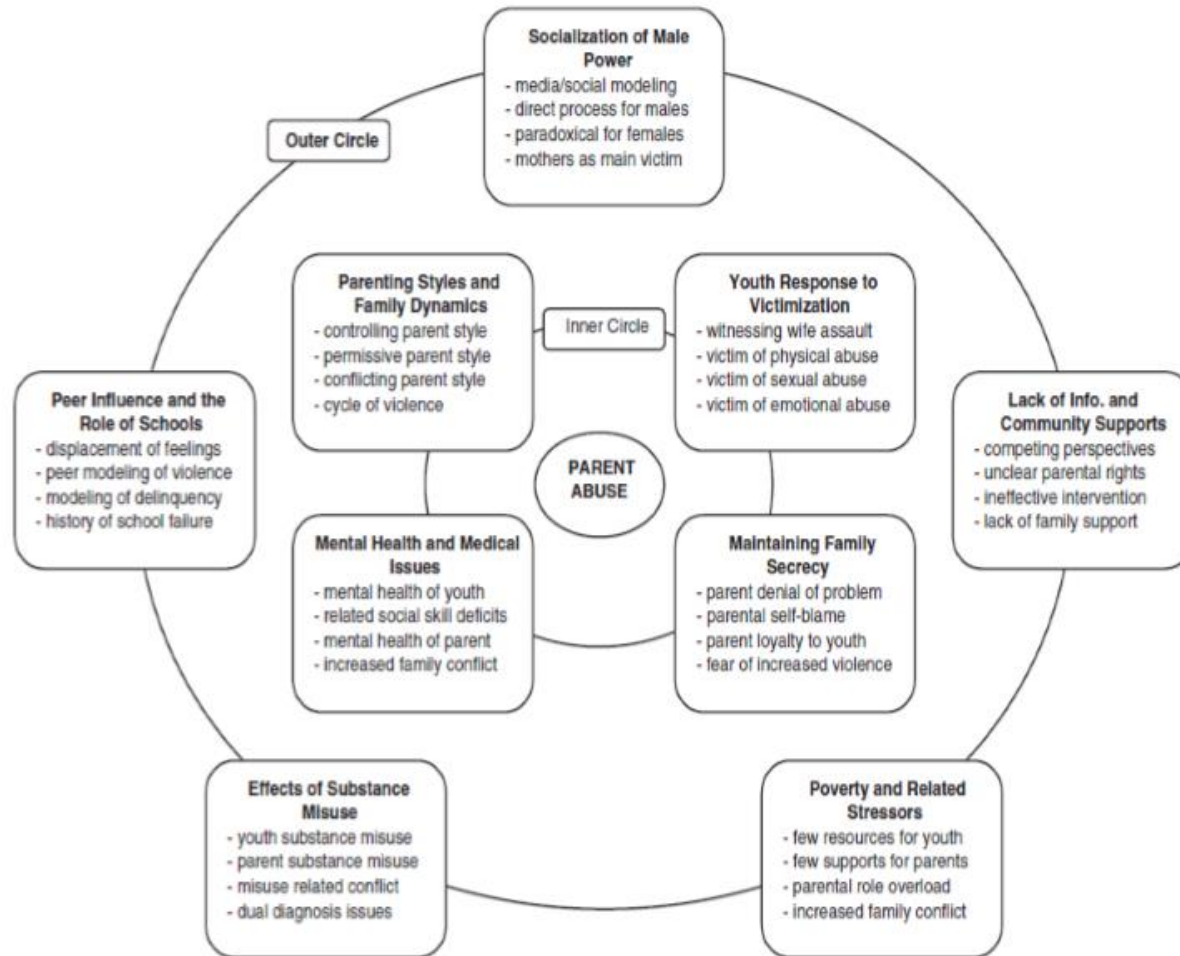 Socialization of Male
Power
- media/social modeling
- direct process for males
- paradoxical for females
- mothers as main victim
Outer Circle
Parenting Styles and
Family Dynamics
- controlling parent style
- permissive parent style
- conflicting parent style
- cycle of violence
Inner Circle
Youth Response to
Victimization
- witnessing wife assault
- victim of physical abuse
- victim of sexual abuse
- victim of emotional abuse
Peer Influence and the
Role of Schools
- displacement of feelings
- peer modeling of violence
- modeling of delinquency
- history of school failure
Lack of Info. and
Community Supports
- competing perspectives
- unclear parental rights
- ineffective intervention
- lack of family support
PARENT
ABUSE
Mental Health and Medical
Issues
- mental health of youth
- related social skill deficits
- mental health of parent
- increased family conflict
Maintaining Family
Secrecy
- parent denial of problem
- parental self-blame
- parent loyalty to youth
- fear of increased violence
Effects of Substance
Misuse
- youth substance misuse
- parent substance misuse
- misuse related conflict
- dual diagnosis issues
Poverty and Related
Stressors
- few resources for youth
- few supports for parents
- parental role overload
- increased family conflict